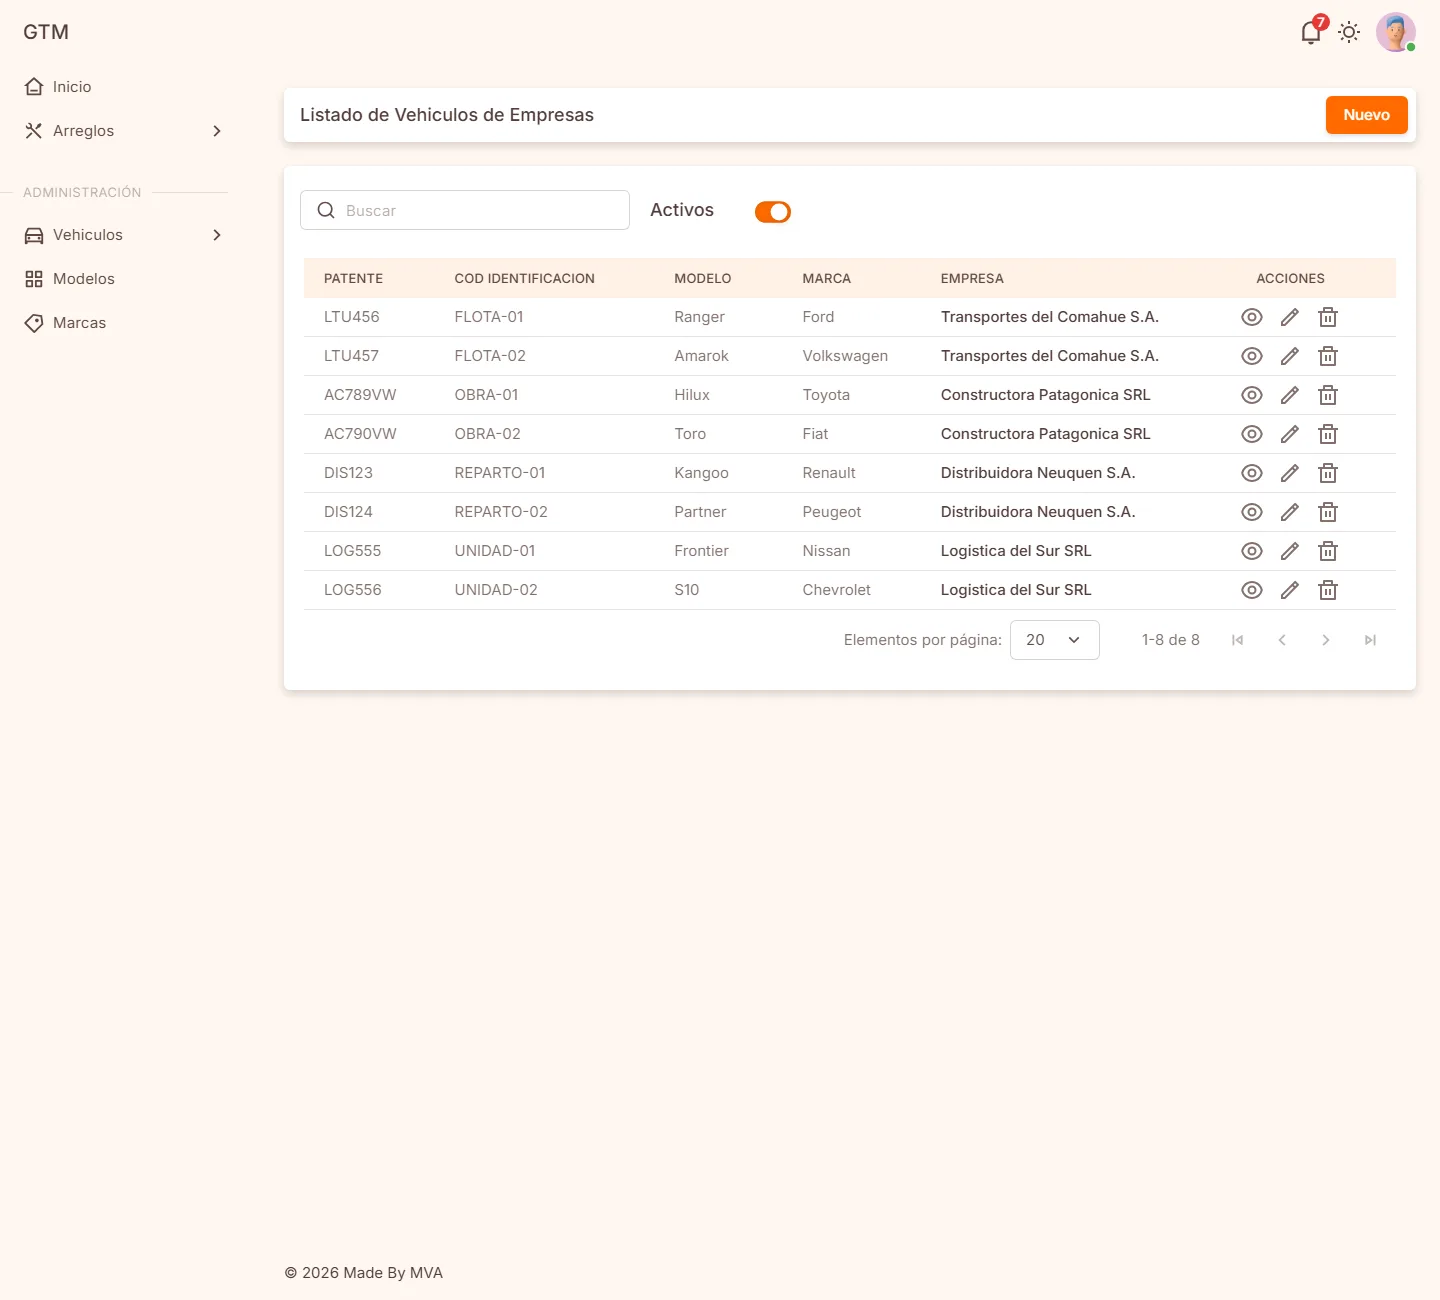 GTM
7
Inicio
Arreglos
ADMINISTRACIÓN
Vehiculos
Modelos
Marcas
Listado de Vehiculos de Empresas
Nuevo
Buscar
Activos
PATENTE COD IDENTIFICACION MODELO MARCA EMPRESA ACCIONES
LTU456 FLOTA-01 Ranger Ford Transportes del Comahue S.A.
LTU457 FLOTA-02 Amarok Volkswagen Transportes del Comahue S.A.
AC789VW OBRA-01 Hilux Toyota Constructora Patagonica SRL
AC790VW OBRA-02 Toro Fiat Constructora Patagonica SRL
DIS123 REPARTO-01 Kangoo Renault Distribuidora Neuquen S.A.
DIS124 REPARTO-02 Partner Peugeot Distribuidora Neuquen S.A.
LOG555 UNIDAD-01 Frontier Nissan Logistica del Sur SRL
LOG556 UNIDAD-02 S10 Chevrolet Logistica del Sur SRL
Elementos por página: 20 1-8 de 8
© 2026 Made By MVA